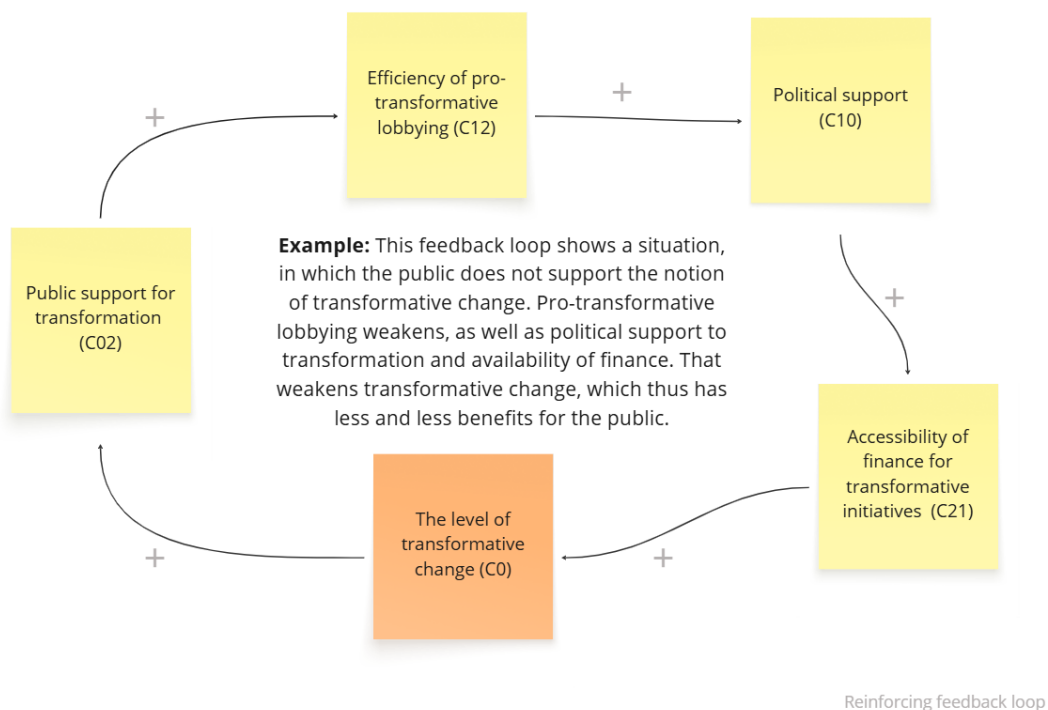 Efficiency of pro-
transformative
lobbying (C12)
+
Political support
(C10)
+
Public support for
transformation
(C02)
+
Example: This feedback loop shows a situation,
in which the public does not support the notion
of transformative change. Pro-transformative
lobbying weakens, as well as political support to
transformation and availability of finance. That
weakens transformative change, which thus has
less and less benefits for the public.
Accessibility of
finance for
transformative
initiatives (C21)
+
The level of
transformative
change (C0)
+
Reinforcing feedback loop